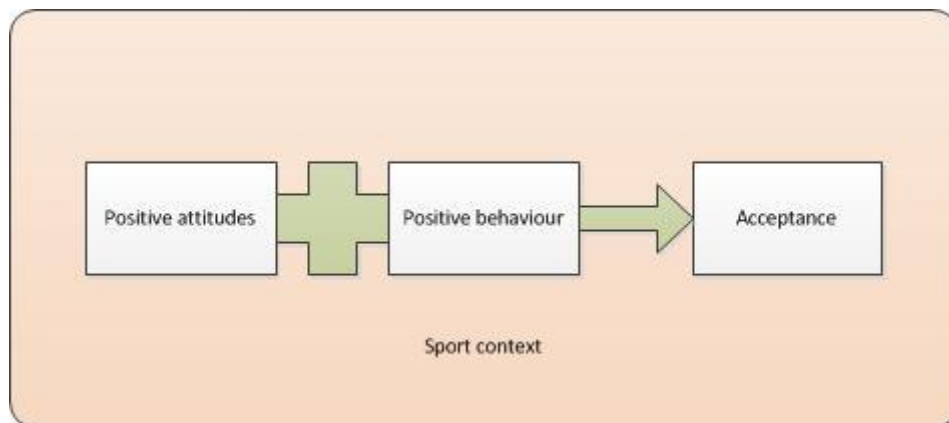 Positive attitudes
Positive behaviour
Acceptance
Sport context